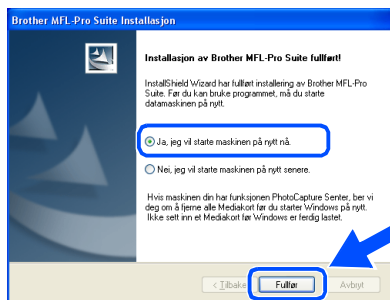 Brother MFL-Pro Suite Installasjon
Installasjon av Brother MFL-Pro Suite fullført!
InstallShield Wizard har fullført installering av Brother MFL-Pro
Suite. Før du kan bruke programmet, må du starte
datamaskinen på nytt.
Ja, jeg vil starte maskinen på nytt nå.
Nei, jeg vil starte maskinen på nytt senere.
Hvis maskinen din har funksjonen PhotoCapture Senter, ber vi
deg om å fjerne alle Mediakort før du starter Windows på nytt.
Ikke sett inn et Mediakort før Windows er ferdig lastet.
< Tilbake Fullfør Avbryt